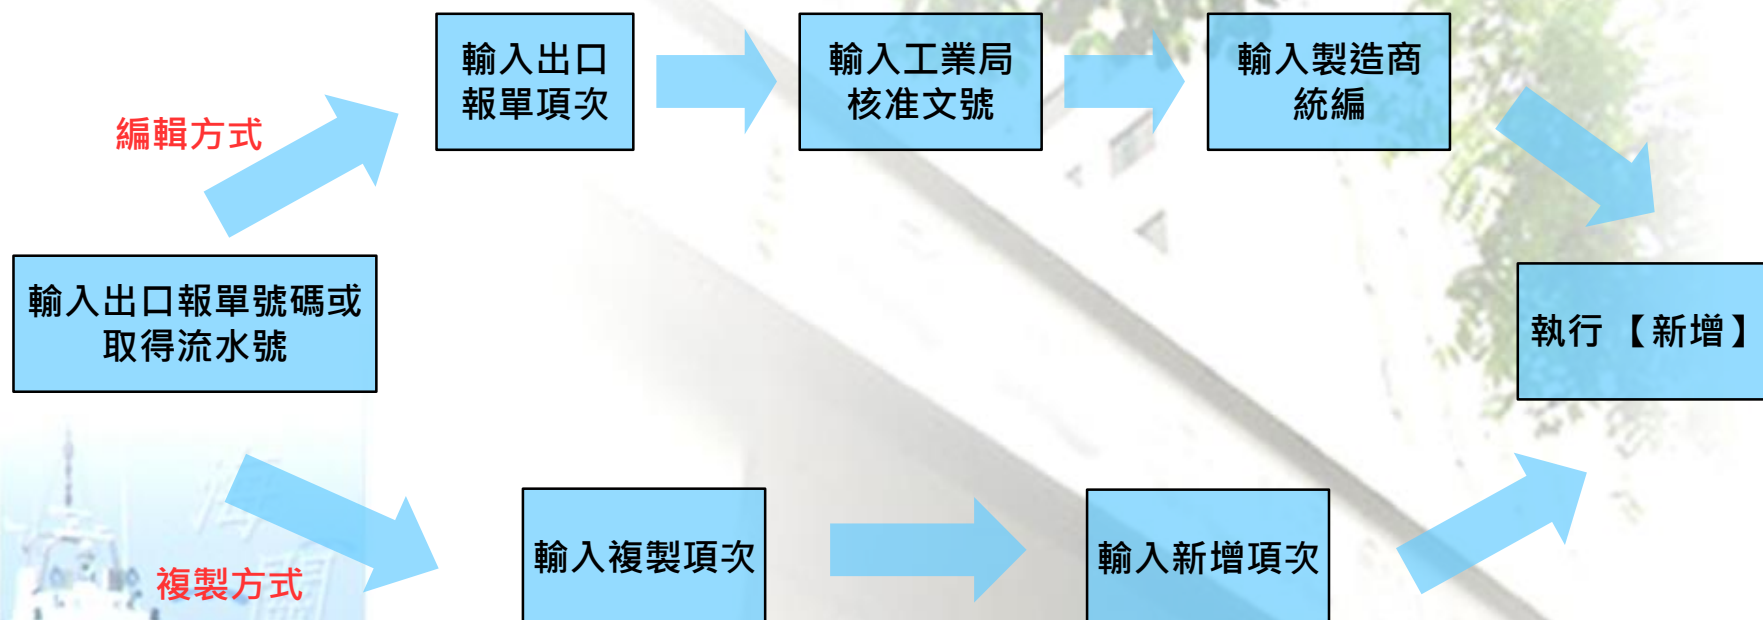 輸入出口
報單項次
輸入工業局
核准文號
輸入製造商
統編
編輯方式
輸入出口報單號碼或
取得流水號
執行【新增】
輸入複製項次
輸入新增項次
複製方式